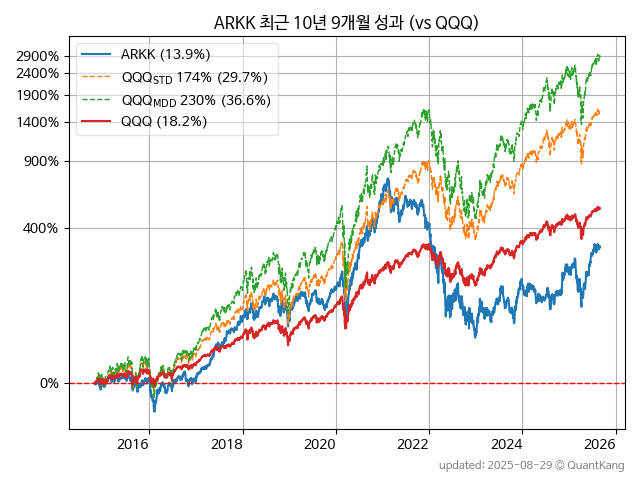 ARKK 최근 10년 9개월 성과 (vs QQQ)
ARKK (13.9%)
QQQSTD 174% (29.7%)
QQQMDD 230% (36.6%)
QQQ (18.2%)
2900%
2400%
1900%
1400%
900%
400%
0%
2016 2018 2020 2022 2024 2026
updated: 2025-08-29 © QuantKang